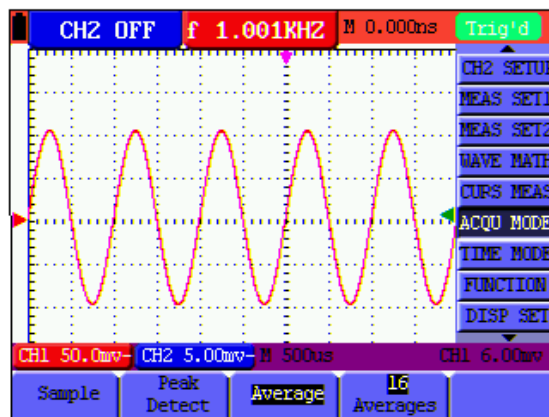 CH2 OFF f 1.001KHZ M 0.000ns Trig'd
CH2 SETUP
MEAS SET1
MEAS SET2
WAVE MATH
CURS MEAS
ACQU MODE
TIME MODE
FUNCTION
DISP SET
CH1 50.0mv CH2 5.00mv M 500us CH1 6.00mv
Sample Peak Detect Average 16 Averages